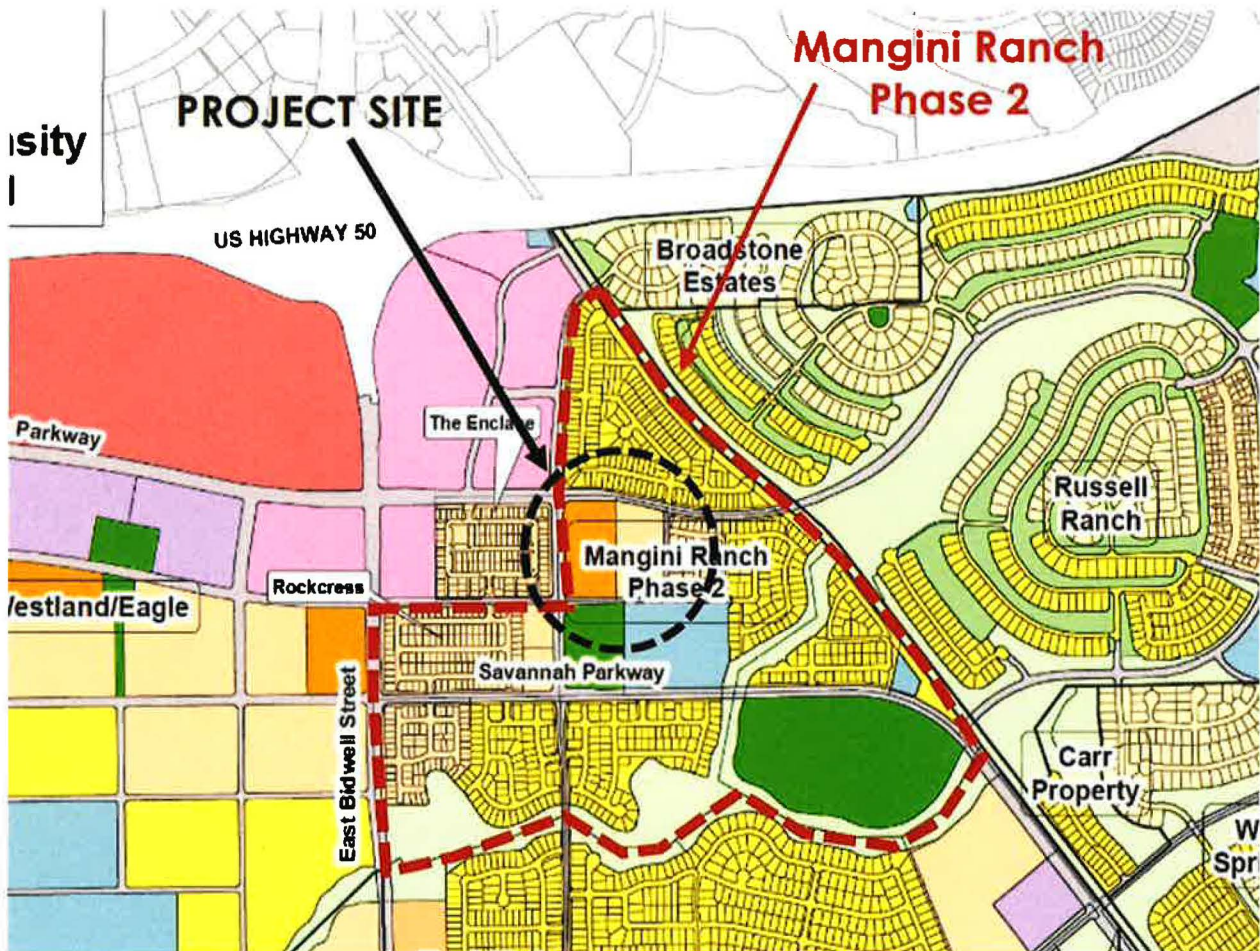 Mangini Ranch
Phase 2
PROJECT SITE
US HIGHWAY 50
Broadstone
Estates
The Enclave
Parkway
Russell
Ranch
Mangini Ranch
Phase 2
Rockcress
Westland/Eagle
Savannah Parkway
East Bidwell Street
Carr
Property